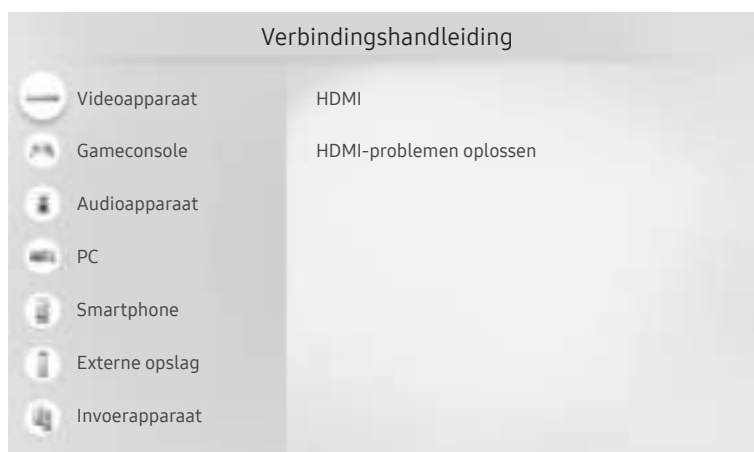 Verbindingshandleiding
Videoapparaat
Gameconsole
Audioapparaat
PC
Smartphone
Externe opslag
Invoerapparaat
HDMI
HDMI-problemen oplossen